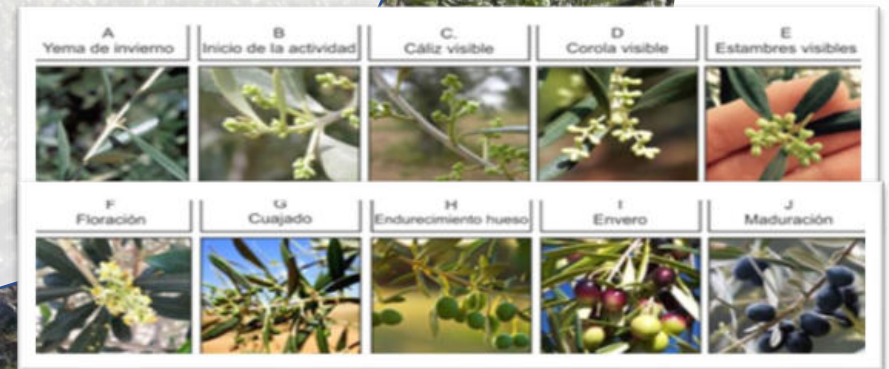 A
Yema de invierno
B
Inicio de la actividad
C.
Cáliz visible
D
Corola visible
E
Estambres visibles
F
Floración
G
Cuajado
H
Endurecimiento hueso
I
Envero
J
Maduración